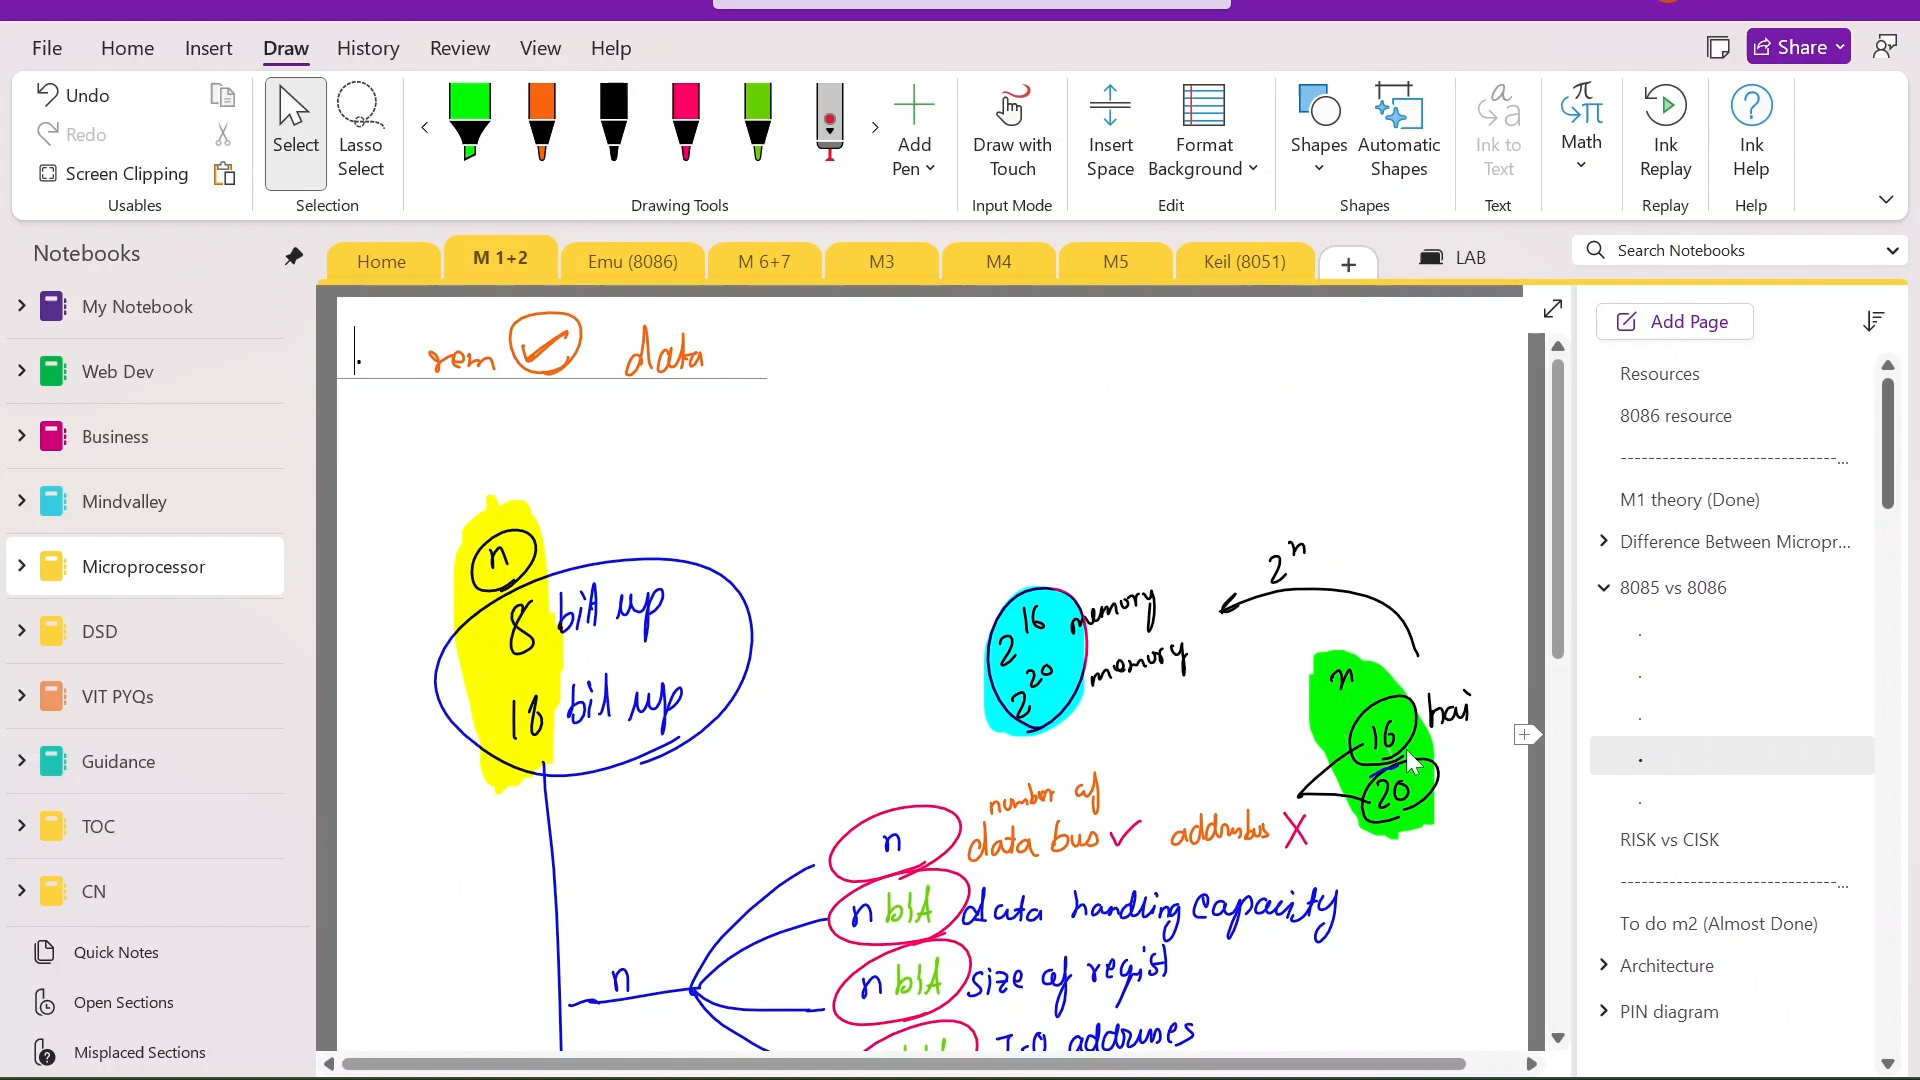 File Home Insert Draw History Review View Help Share
Undo
Redo
Screen Clipping
Usables
Select
Lasso Select
Selection
Drawing Tools
Add Pen
Draw with Touch
Input Mode
Insert Space
Format Background
Edit
Shapes
Automatic Shapes
Shapes
Ink to Text
Text
Math
Ink Replay
Replay
Ink Help
Help
Notebooks
Home M 1+2 Emu (8086) M 6+7 M3 M4 M5 Keil (8051) LAB
Search Notebooks
My Notebook
Web Dev
Business
Mindvalley
Microprocessor
DSD
VIT PYQs
Guidance
TOC
CN
Quick Notes
Open Sections
Misplaced Sections
. rem data
n
8 bit up
16 bit up
2^16 memory
2^20 memory
2^n
n
16 hai
20
number of
n data bus ✓ addressbus X
n bit data handling capacity
n bit size of regist
n
I-O addresses
Add Page
Resources
8086 resource
-------------------------------...
M1 theory (Done)
Difference Between Micropr...
8085 vs 8086
.
.
.
.
.
RISK vs CISK
-------------------------------...
To do m2 (Almost Done)
Architecture
PIN diagram